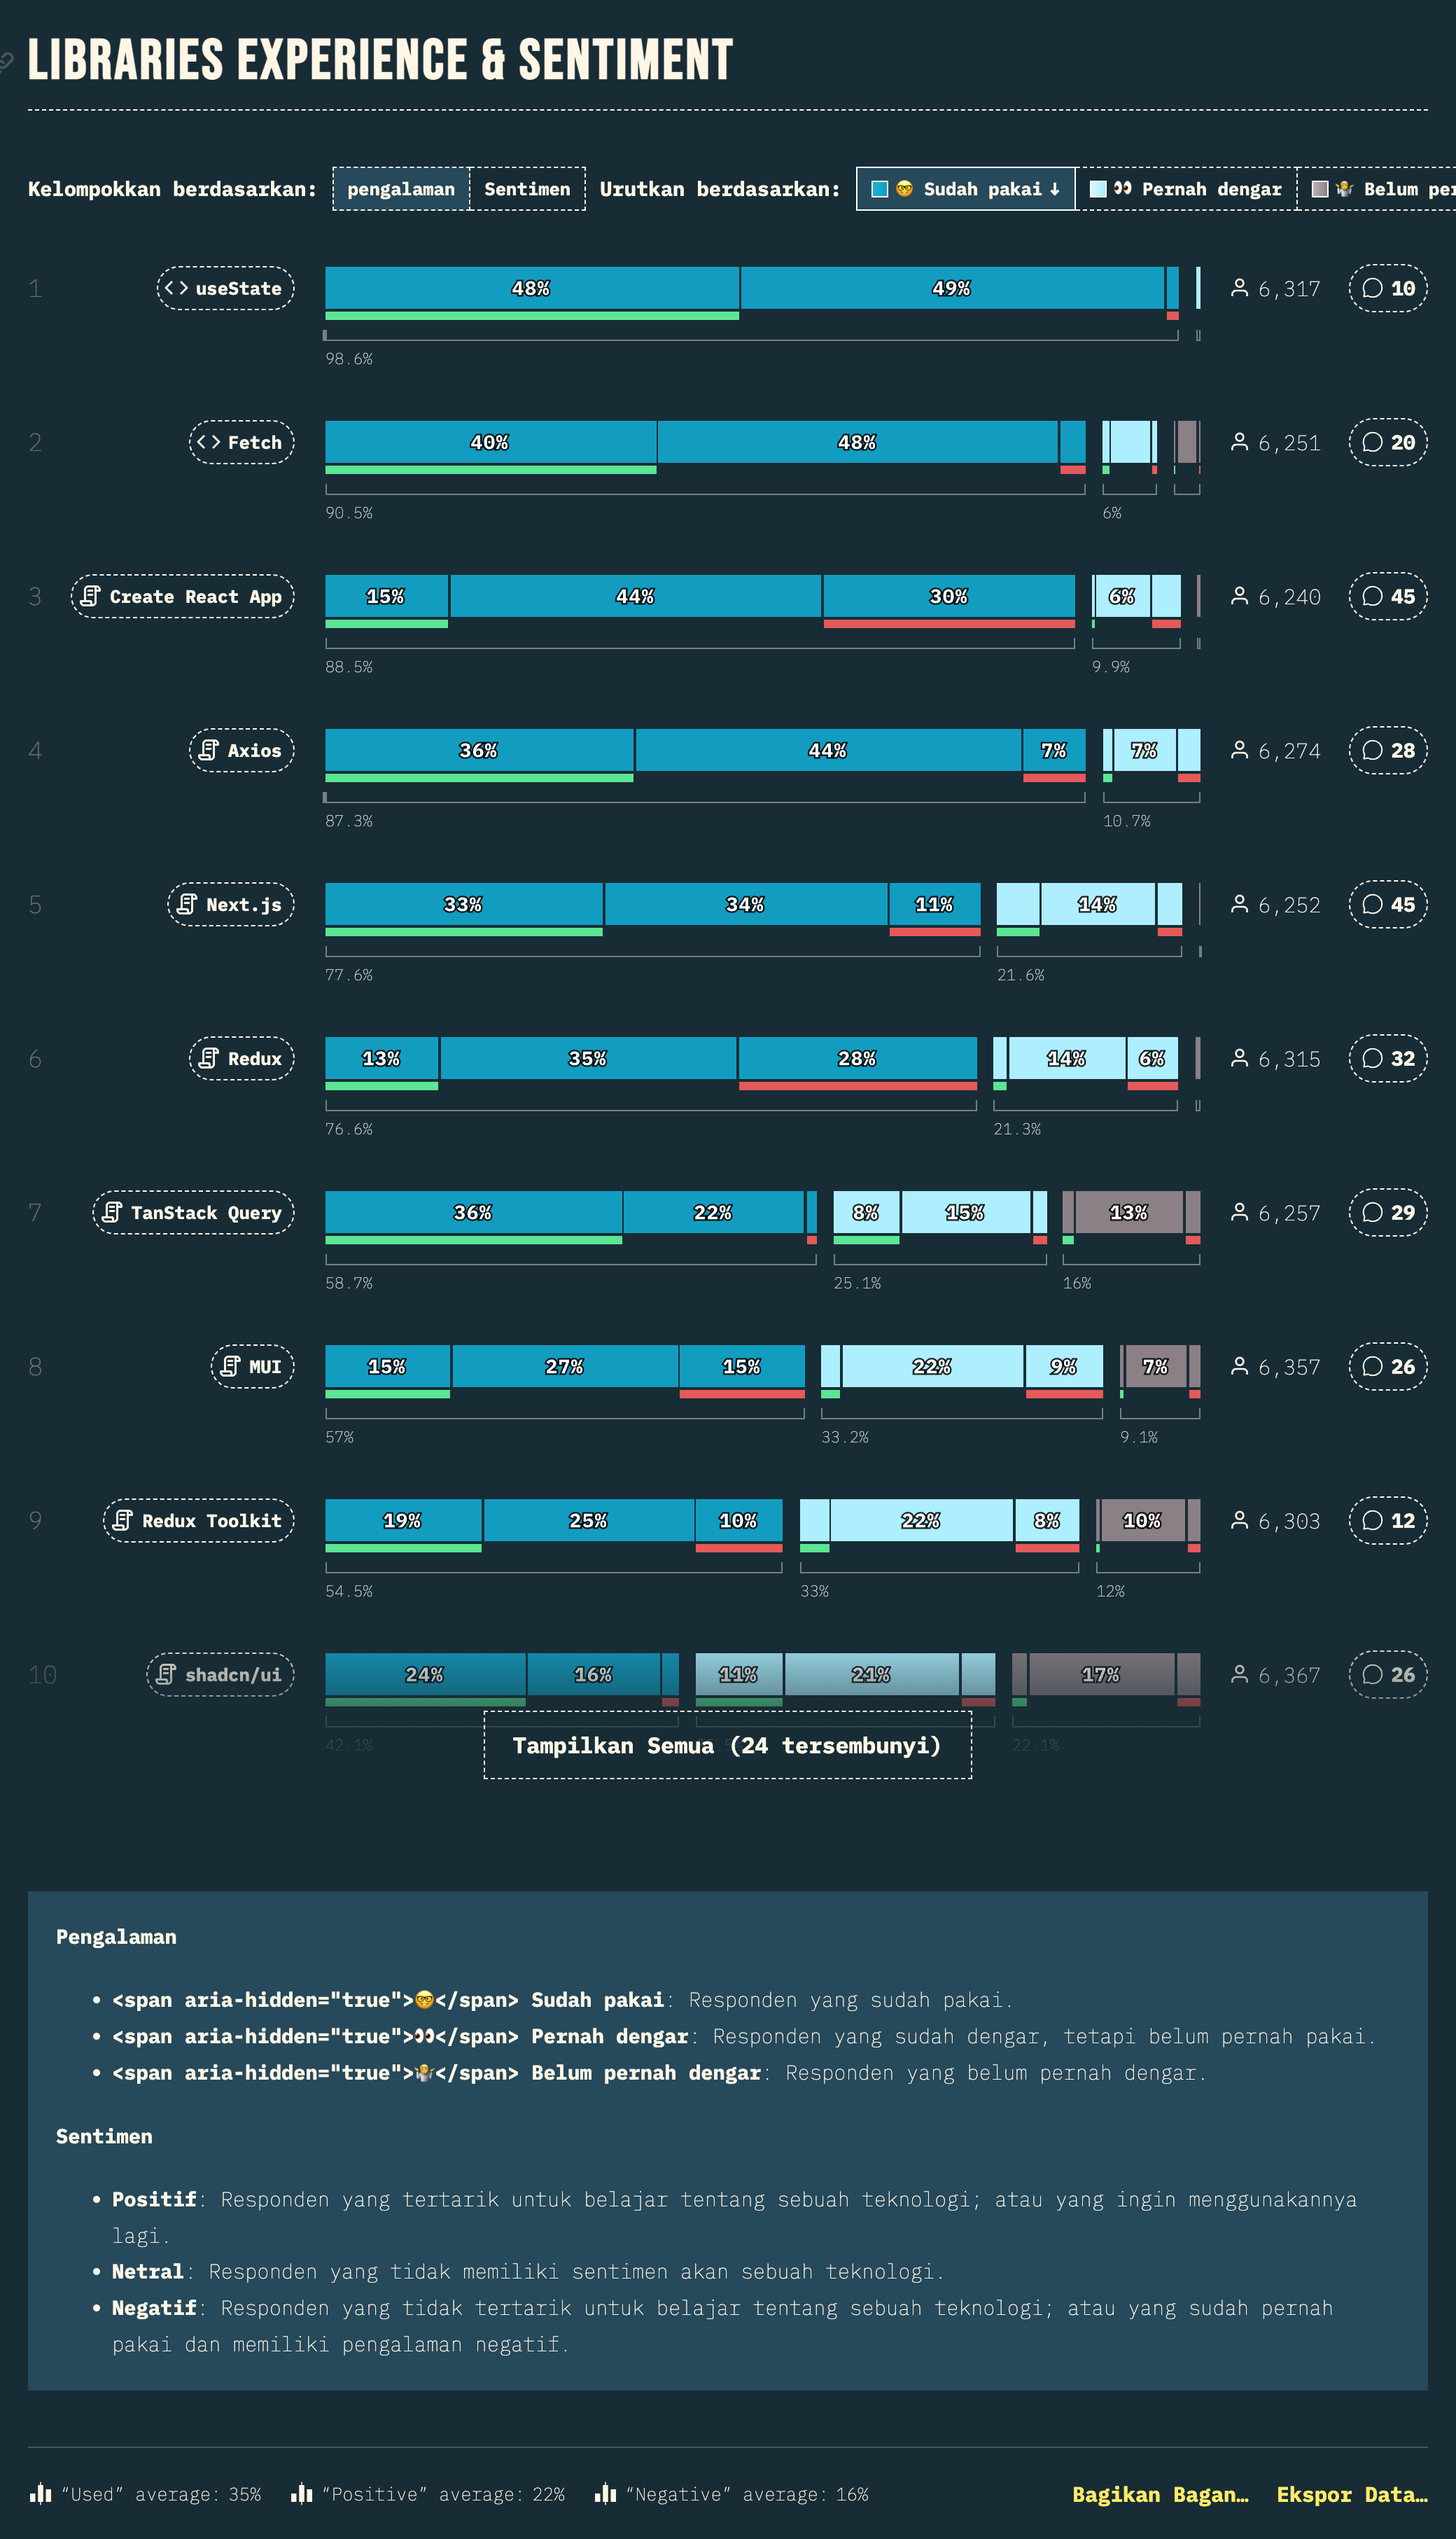 LIBRARIES EXPERIENCE & SENTIMENT
Kelompokkan berdasarkan: pengalaman Sentimen Urutkan berdasarkan: 🤓 Sudah pakai ↓ 👀 Pernah dengar 🤷 Belum per
1 <> useState 48% 49% 6,317 10
98.6%
2 <> Fetch 40% 48% 6,251 20
90.5% 6%
3 Create React App 15% 44% 30% 6% 6,240 45
88.5% 9.9%
4 Axios 36% 44% 7% 7% 6,274 28
87.3% 10.7%
5 Next.js 33% 34% 11% 14% 6,252 45
77.6% 21.6%
6 Redux 13% 35% 28% 14% 6% 6,315 32
76.6% 21.3%
7 TanStack Query 36% 22% 8% 15% 13% 6,257 29
58.7% 25.1% 16%
8 MUI 15% 27% 15% 22% 9% 7% 6,357 26
57% 33.2% 9.1%
9 Redux Toolkit 19% 25% 10% 22% 8% 10% 6,303 12
54.5% 33% 12%
10 shadcn/ui 24% 16% 11% 21% 17% 6,367 26
42.1% 22.1%
Tampilkan Semua (24 tersembunyi)
Pengalaman
• <span aria-hidden="true">🤓</span> Sudah pakai: Responden yang sudah pakai.
• <span aria-hidden="true">👀</span> Pernah dengar: Responden yang sudah dengar, tetapi belum pernah pakai.
• <span aria-hidden="true">🤷</span> Belum pernah dengar: Responden yang belum pernah dengar.
Sentimen
• Positif: Responden yang tertarik untuk belajar tentang sebuah teknologi; atau yang ingin menggunakannya
lagi.
• Netral: Responden yang tidak memiliki sentimen akan sebuah teknologi.
• Negatif: Responden yang tidak tertarik untuk belajar tentang sebuah teknologi; atau yang sudah pernah
pakai dan memiliki pengalaman negatif.
“Used” average: 35% “Positive” average: 22% “Negative” average: 16% Bagikan Bagan… Ekspor Data…